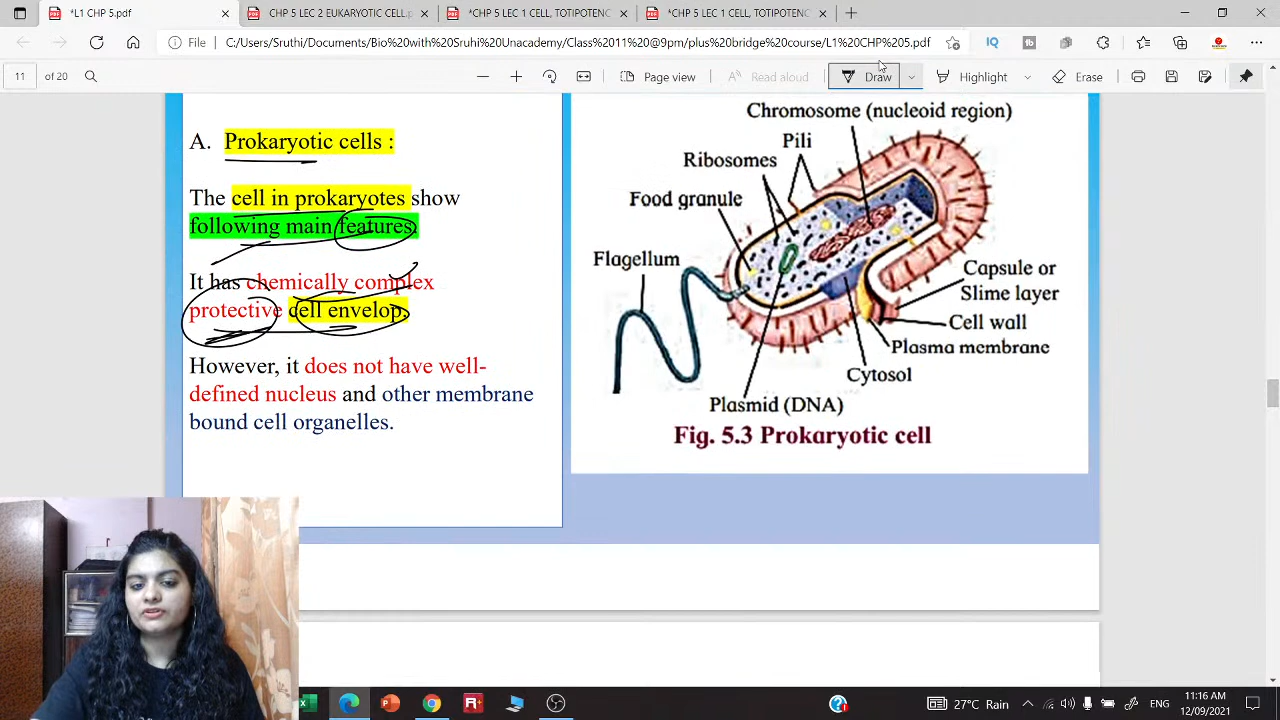 *L1 CHP 5.pdf
CHP 5 LEC 2 EUKARYOTIC CELL.p
*CHP 5 LEC 1 CELL, TOTIPOTENC
*CHP 5 LEC 1 CELL, TOTIPOTENC
File
C:/Users/Sruthi/Documents/Bio%20with%20Sruhi%20Unacademy/Class%2011%20@9pm/plus%20bridge%20course/L1%20CHP%205.pdf
11 of 20
Page view
Read aloud
Draw
Highlight
Erase
A. Prokaryotic cells :
The cell in prokaryotes show
following main features.
It has chemically complex
protective cell envelop.
However, it does not have well-
defined nucleus and other membrane
bound cell organelles.
Chromosome (nucleoid region)
Pili
Ribosomes
Food granule
Flagellum
Capsule or
Slime layer
Cell wall
Plasma membrane
Cytosol
Plasmid (DNA)
Fig. 5.3 Prokaryotic cell
27°C Rain
ENG
11:16 AM
12/09/2021